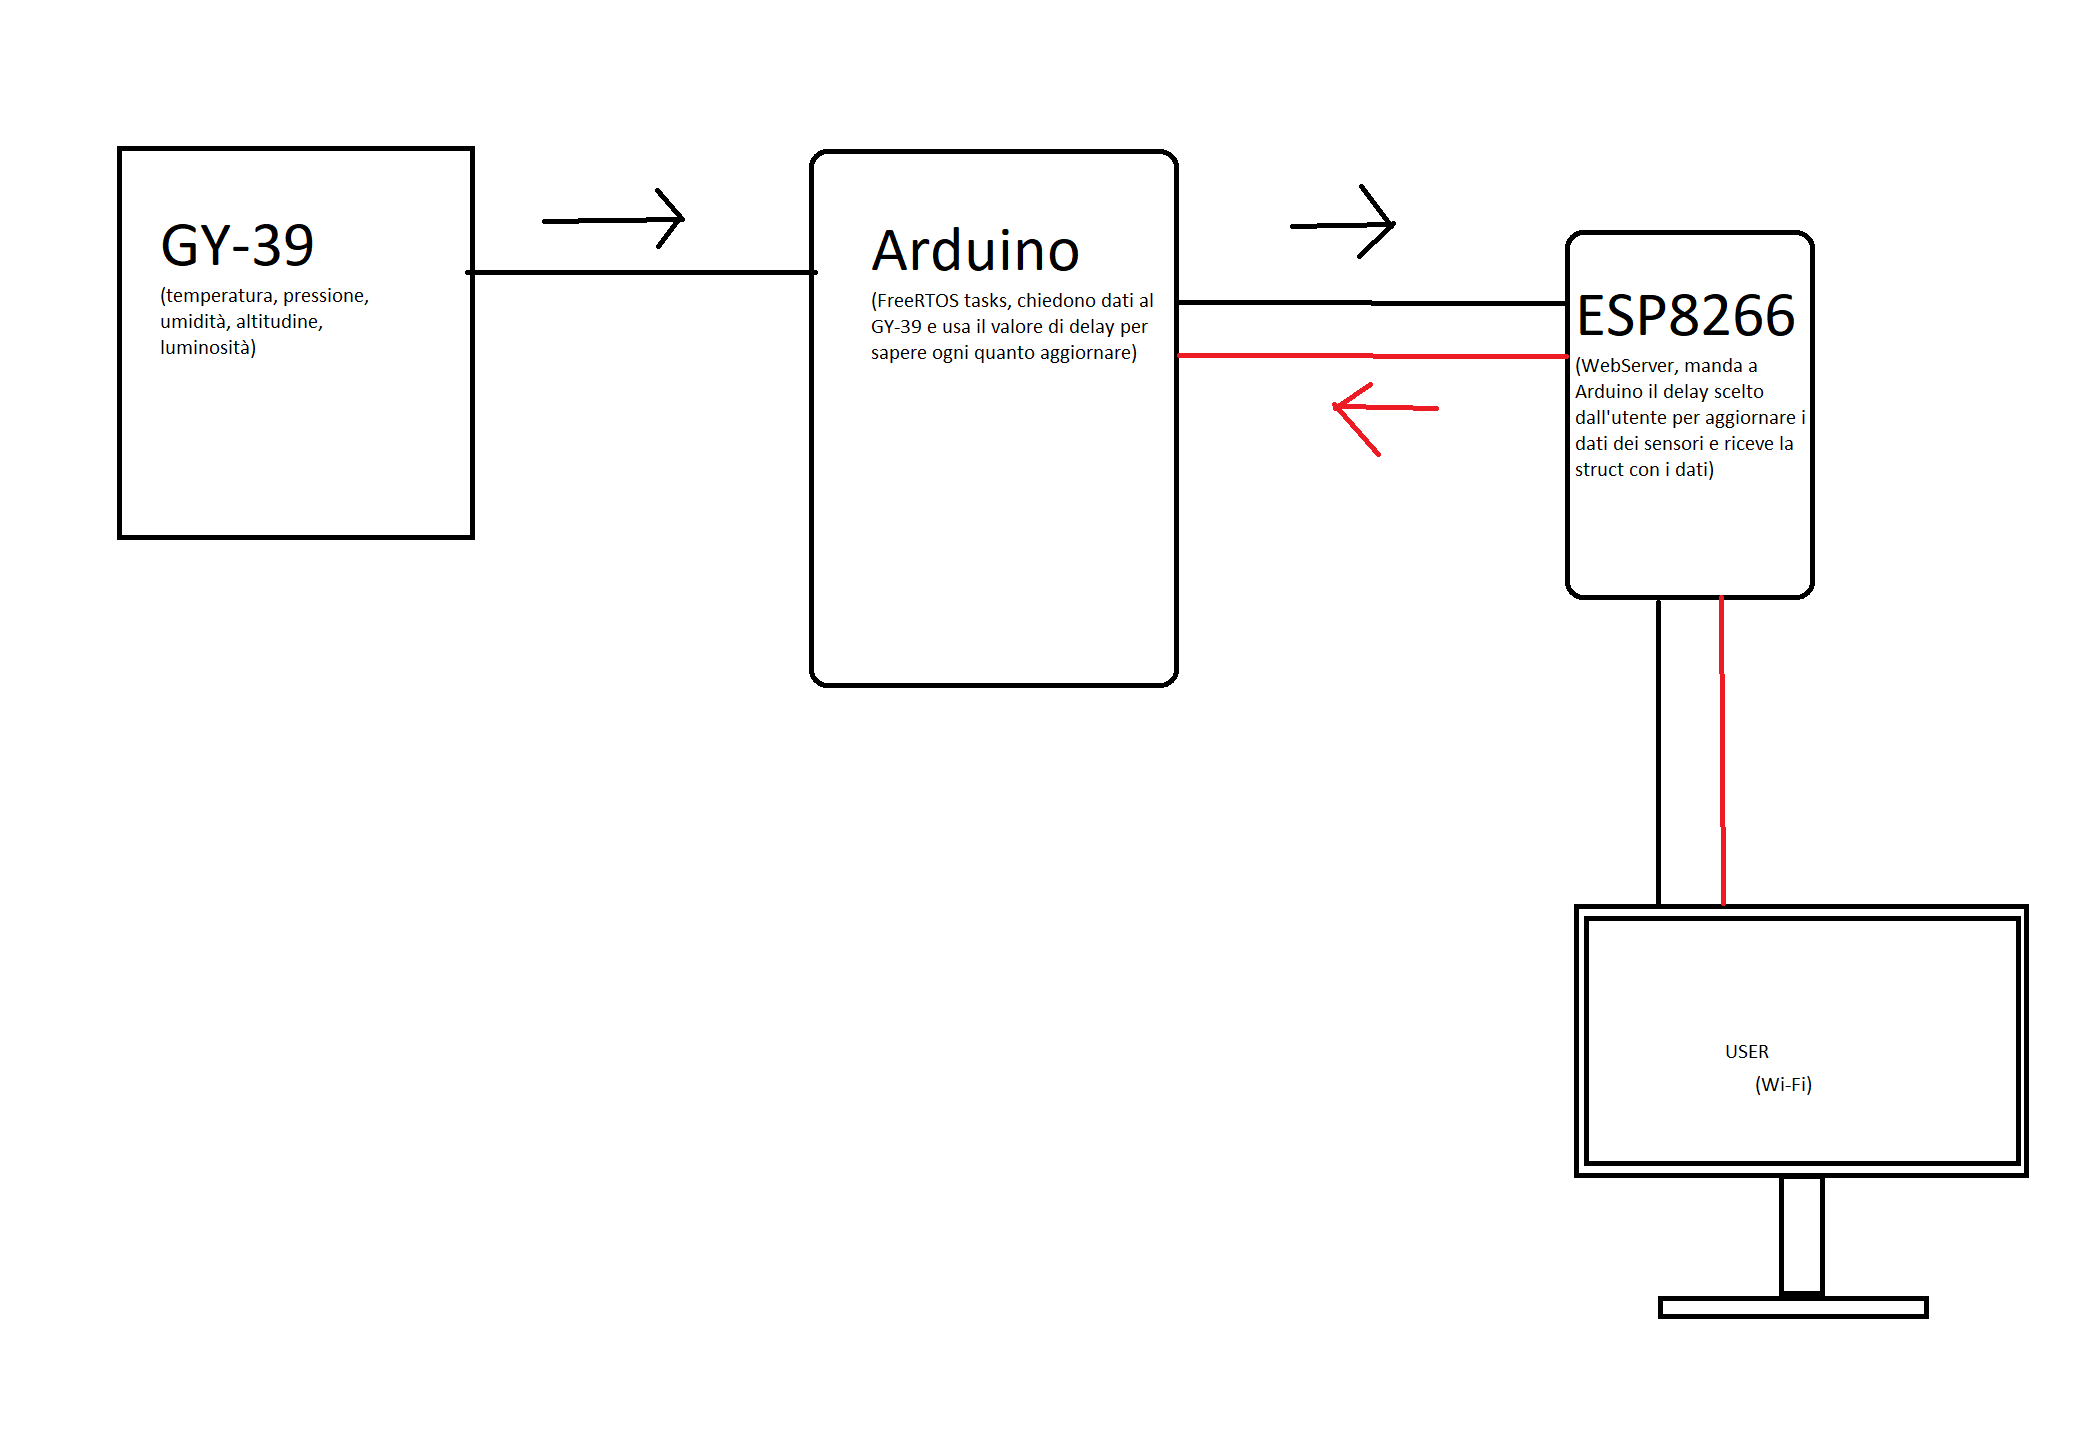 GY-39
(temperatura, pressione,
umidità, altitudine,
luminosità)
Arduino
(FreeRTOS tasks, chiedono dati al
GY-39 e usa il valore di delay per
sapere ogni quanto aggiornare)
ESP8266
(WebServer, manda a
Arduino il delay scelto
dall'utente per aggiornare i
dati dei sensori e riceve la
struct con i dati)
USER
(Wi-Fi)